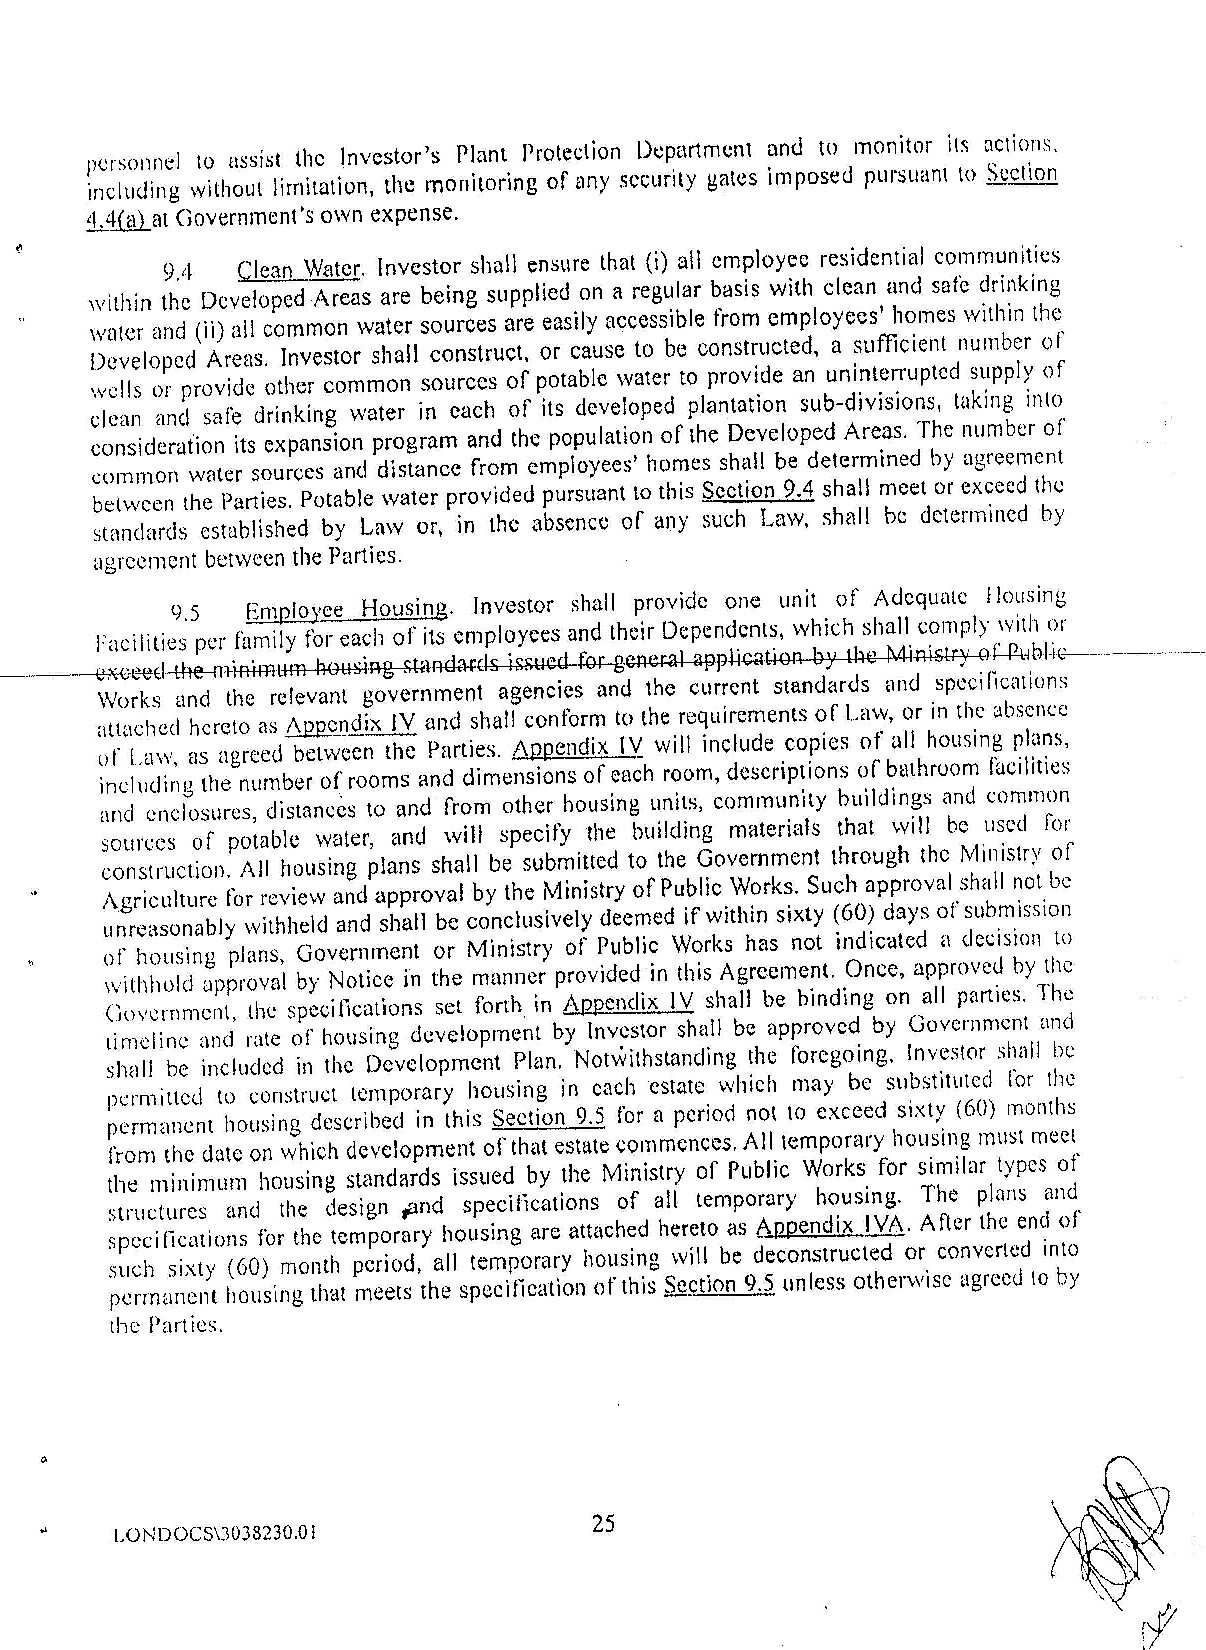 personnel to assist the Investor's Plant Protection Department and to monitor its actions,
including without limitation, the monitoring of any security gates imposed pursuant to Section
4.4(a) at Government's own expense.
9.4 Clean Water. Investor shall ensure that (i) all employee residential communities
within the Developed Areas are being supplied on a regular basis with clean and safe drinking
water and (ii) all common water sources are easily accessible from employees' homes within the
Developed Areas. Investor shall construct, or cause to be constructed, a sufficient number of
wells or provide other common sources of potable water to provide an uninterrupted supply of
clean and safe drinking water in each of its developed plantation sub-divisions, taking into
consideration its expansion program and the population of the Developed Areas. The number of
common water sources and distance from employees' homes shall be determined by agreement
between the Parties. Potable water provided pursuant to this Section 9.4 shall meet or exceed the
standards established by Law or, in the absence of any such Law, shall be determined by
agreement between the Parties.
9.5 Employee Housing. Investor shall provide one unit of Adequate Housing
Facilities per family for each of its employees and their Dependents, which shall comply with or
exceed the minimum housing standards issued for general application by the Ministry of Public
Works and the relevant government agencies and the current standards and specifications
attached hereto as Appendix IV and shall conform to the requirements of Law, or in the absence
of Law, as agreed between the Parties. Appendix IV will include copies of all housing plans,
including the number of rooms and dimensions of each room, descriptions of bathroom facilities
and enclosures, distances to and from other housing units, community buildings and common
sources of potable water, and will specify the building materials that will be used for
construction. All housing plans shall be submitted to the Government through the Ministry of
Agriculture for review and approval by the Ministry of Public Works. Such approval shall not be
unreasonably withheld and shall be conclusively deemed if within sixty (60) days of submission
of housing plans, Government or Ministry of Public Works has not indicated a decision to
withhold approval by Notice in the manner provided in this Agreement. Once, approved by the
Government, the specifications set forth in Appendix IV shall be binding on all parties. The
timeline and rate of housing development by Investor shall be approved by Government and
shall be included in the Development Plan. Notwithstanding the foregoing, Investor shall be
permitted to construct temporary housing in each estate which may be substituted for the
permanent housing described in this Section 9.5 for a period not to exceed sixty (60) months
from the date on which development of that estate commences. All temporary housing must meet
the minimum housing standards issued by the Ministry of Public Works for similar types of
structures and the design and specifications of all temporary housing. The plans and
specifications for the temporary housing are attached hereto as Appendix IVA. After the end of
such sixty (60) month period, all temporary housing will be deconstructed or converted into
permanent housing that meets the specification of this Section 9.5 unless otherwise agreed to by
the Parties.
LONDOCS\3038230.01
25